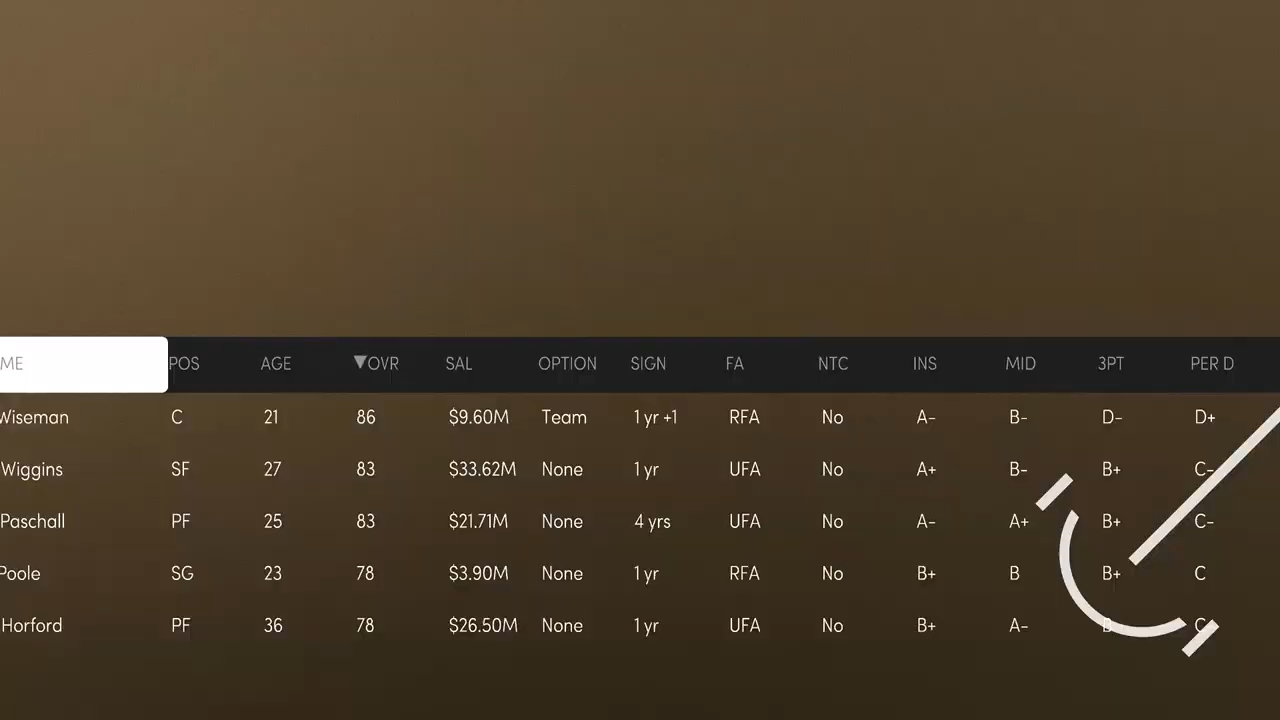 ME POS AGE ▼OVR SAL OPTION SIGN FA NTC INS MID 3PT PER D
Wiseman C 21 86 $9.60M Team 1 yr +1 RFA No A- B- D- D+
Wiggins SF 27 83 $33.62M None 1 yr UFA No A+ B- B+ C-
Paschall PF 25 83 $21.71M None 4 yrs UFA No A- A+ B+ C-
Poole SG 23 78 $3.90M None 1 yr RFA No B+ B B+ C
Horford PF 36 78 $26.50M None 1 yr UFA No B+ A-